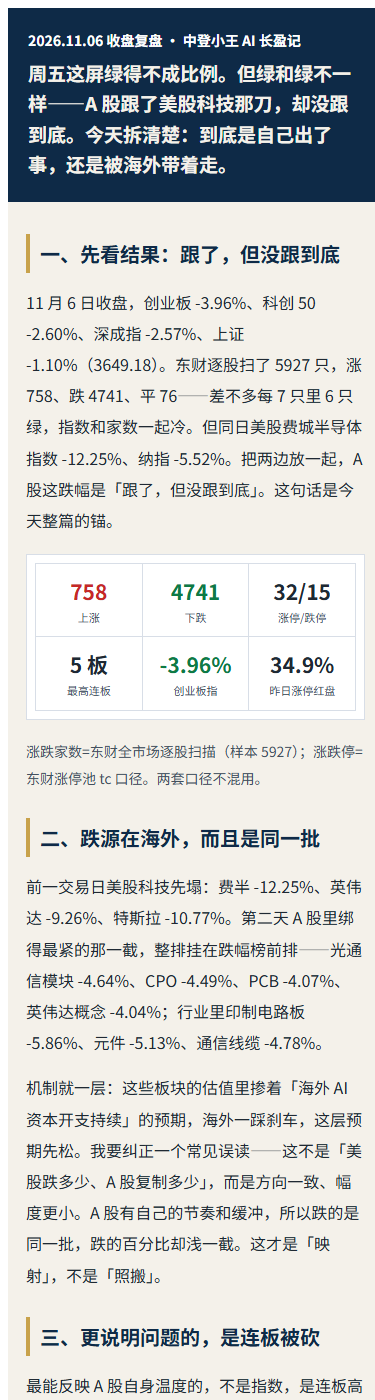 2026.11.06 收盘复盘 · 中登小王 AI 长盈记
周五这屏绿得不成比例。但绿和绿不一
样——A 股跟了美股科技那刀，却没跟
到底。今天拆清楚：到底是自己出了
事，还是被海外带着走。
一、先看结果：跟了，但没跟到底
11 月 6 日收盘，创业板 -3.96%、科创 50
-2.60%、深成指 -2.57%、上证
-1.10%（3649.18）。东财逐股扫了 5927 只，涨
758、跌 4741、平 76——差不多每 7 只里 6 只
绿，指数和家数一起冷。但同日美股费城半导体
指数 -12.25%、纳指 -5.52%。把两边放一起，A
股这跌幅是「跟了，但没跟到底」。这句话是今
天整篇的锚。
758 4741 32/15
上涨 下跌 涨停/跌停
5 板 -3.96% 34.9%
最高连板 创业板指 昨日涨停红盘
涨跌家数=东财全市场逐股扫描（样本 5927）；涨跌停=
东财涨停池 tc 口径。两套口径不混用。
二、跌源在海外，而且是同一批
前一交易日美股科技先塌：费半 -12.25%、英伟
达 -9.26%、特斯拉 -10.77%。第二天 A 股里绑
得最紧的那一截，整排挂在跌幅榜前排——光通
信模块 -4.64%、CPO -4.49%、PCB -4.07%、
英伟达概念 -4.04%；行业里印制电路板
-5.86%、元件 -5.13%、通信线缆 -4.78%。
机制就一层：这些板块的估值里掺着「海外 AI
资本开支持续」的预期，海外一踩刹车，这层预
期先松。我要纠正一个常见误读——这不是「美
股跌多少、A 股复制多少」，而是方向一致、幅
度更小。A 股有自己的节奏和缓冲，所以跌的是
同一批，跌的百分比却浅一截。这才是「映
射」，不是「照搬」。
三、更说明问题的，是连板被砍
最能反映 A 股自身温度的，不是指数，是连板高